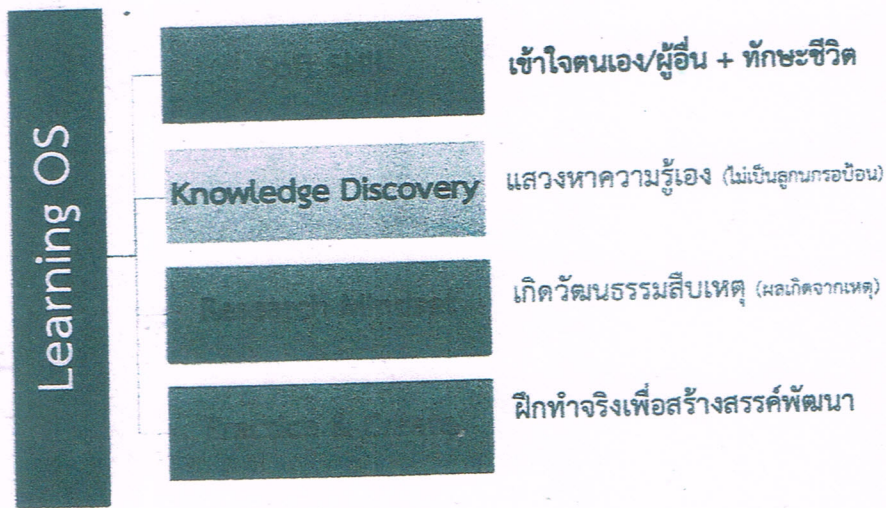 Learning OS
เข้าใจตนเอง/ผู้อื่น + ทักษะชีวิต
Knowledge Discovery
แสวงหาความรู้เอง (ไม่เป็นลูกนกรอป้อน)
Research Mindset
เกิดวัฒนธรรมสืบเหตุ (ผลเกิดจากเหตุ)
Practice &
ฝึกทำจริงเพื่อสร้างสรรค์พัฒนา